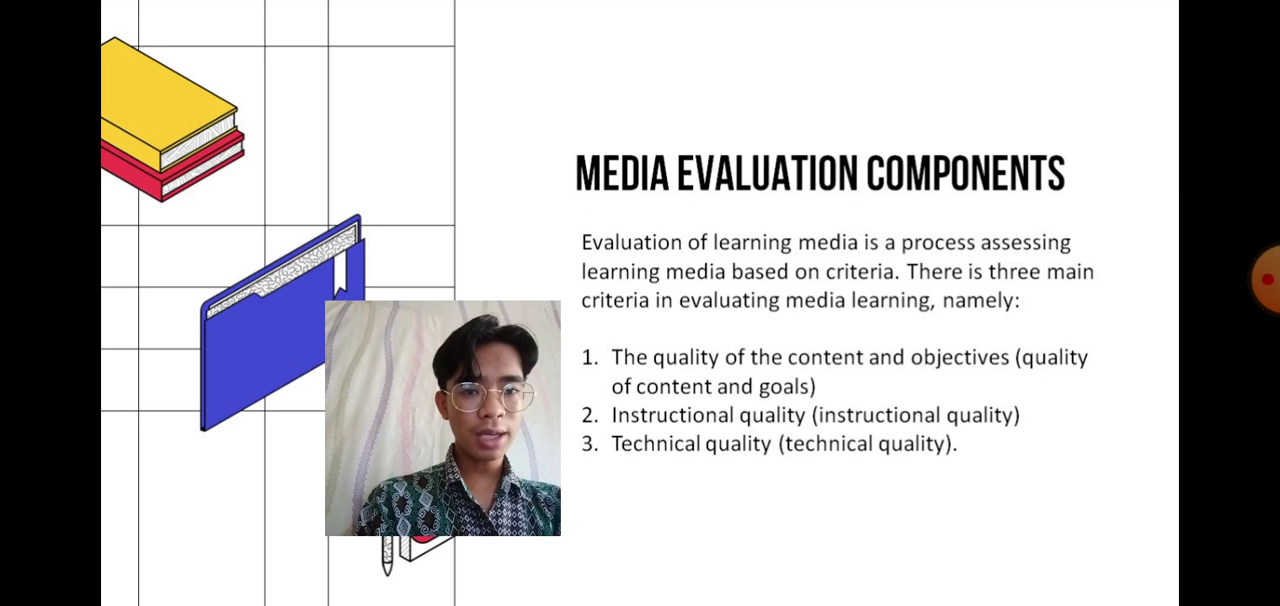 MEDIA EVALUATION COMPONENTS
Evaluation of learning media is a process assessing
learning media based on criteria. There is three main
criteria in evaluating media learning, namely:
1. The quality of the content and objectives (quality
of content and goals)
2. Instructional quality (instructional quality)
3. Technical quality (technical quality).